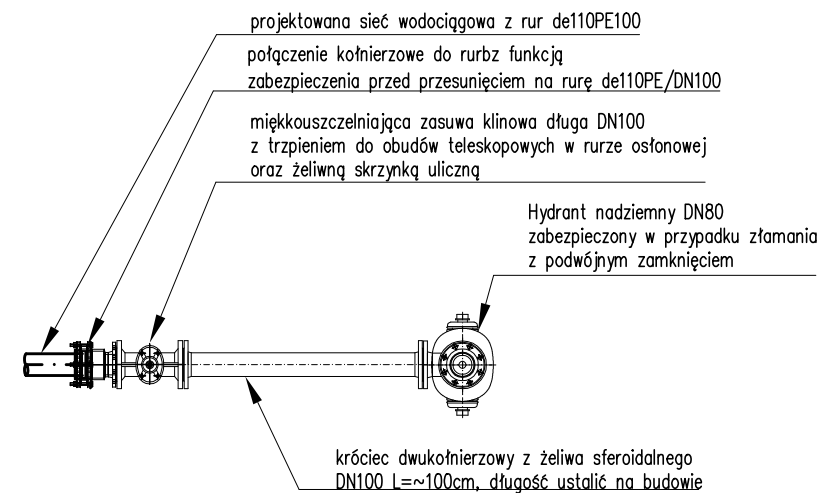 projektowana sieć wodociągowa z rur de110PE100
połączenie kołnierzowe do rurbz funkcją
zabezpieczenia przed przesunięciem na rurę de110PE/DN100
miękkouszczelniająca zasuwa klinowa długa DN100
z trzpieniem do obudów teleskopowych w rurze osłonowej
oraz żeliwną skrzynką uliczną
Hydrant nadziemny DN80
zabezpieczony w przypadku złamania
z podwójnym zamknięciem
króciec dwukołnierzowy z żeliwa sferoidalnego
DN100 L=~100cm, długość ustalić na budowie